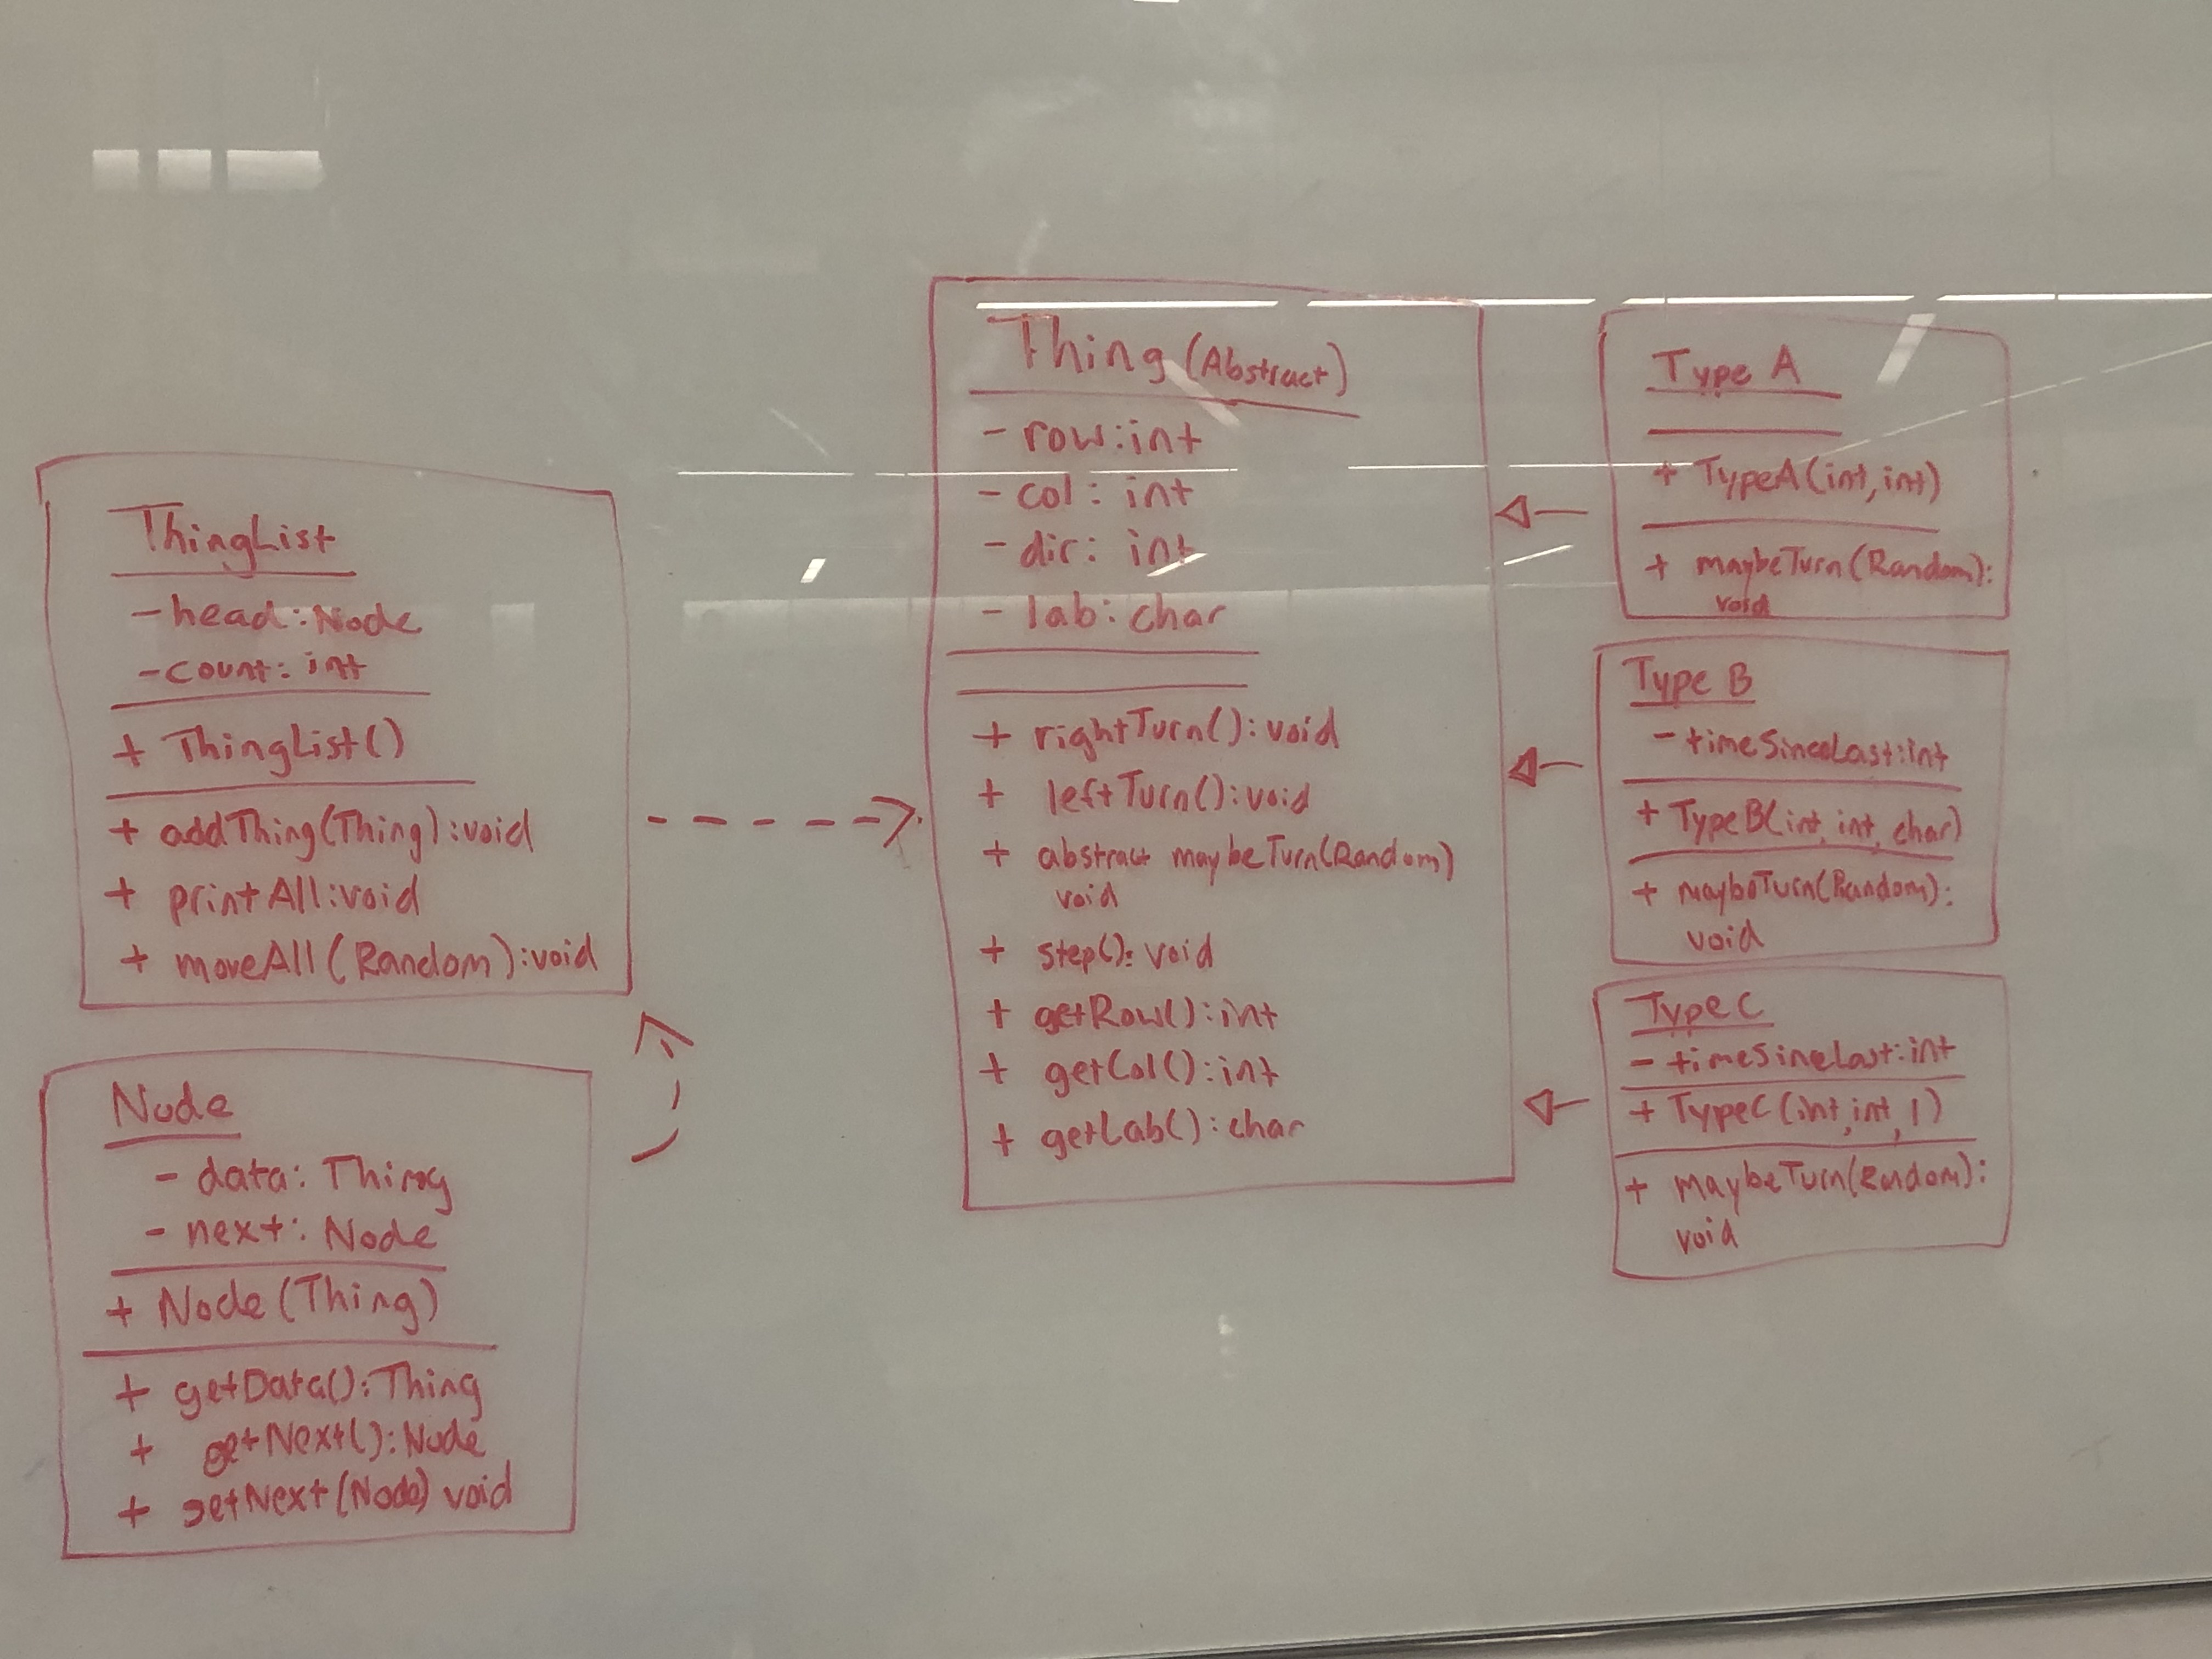 ThingList
- head: Node
- count: int
+ ThingList()
+ addThing(Thing): void
+ printAll: void
+ moveAll(Random): void
Node
- data: Thing
- next: Node
+ Node(Thing)
+ getData(): Thing
+ getNext(): Node
+ setNext(Node) void
Thing (Abstract)
- row: int
- col: int
- dir: int
- lab: char
+ rightTurn(): void
+ leftTurn(): void
+ abstract maybeTurn(Random)
void
+ step(): void
+ getRow(): int
+ getCol(): int
+ getLab(): char
Type A
+ TypeA(int, int)
+ maybeTurn(Random):
void
Type B
- timeSinceLast: int
+ TypeB(int, int, char)
+ maybeTurn(Random):
void
Type C
- timeSinceLast: int
+ TypeC(int, int, 1)
+ maybeTurn(Random):
void